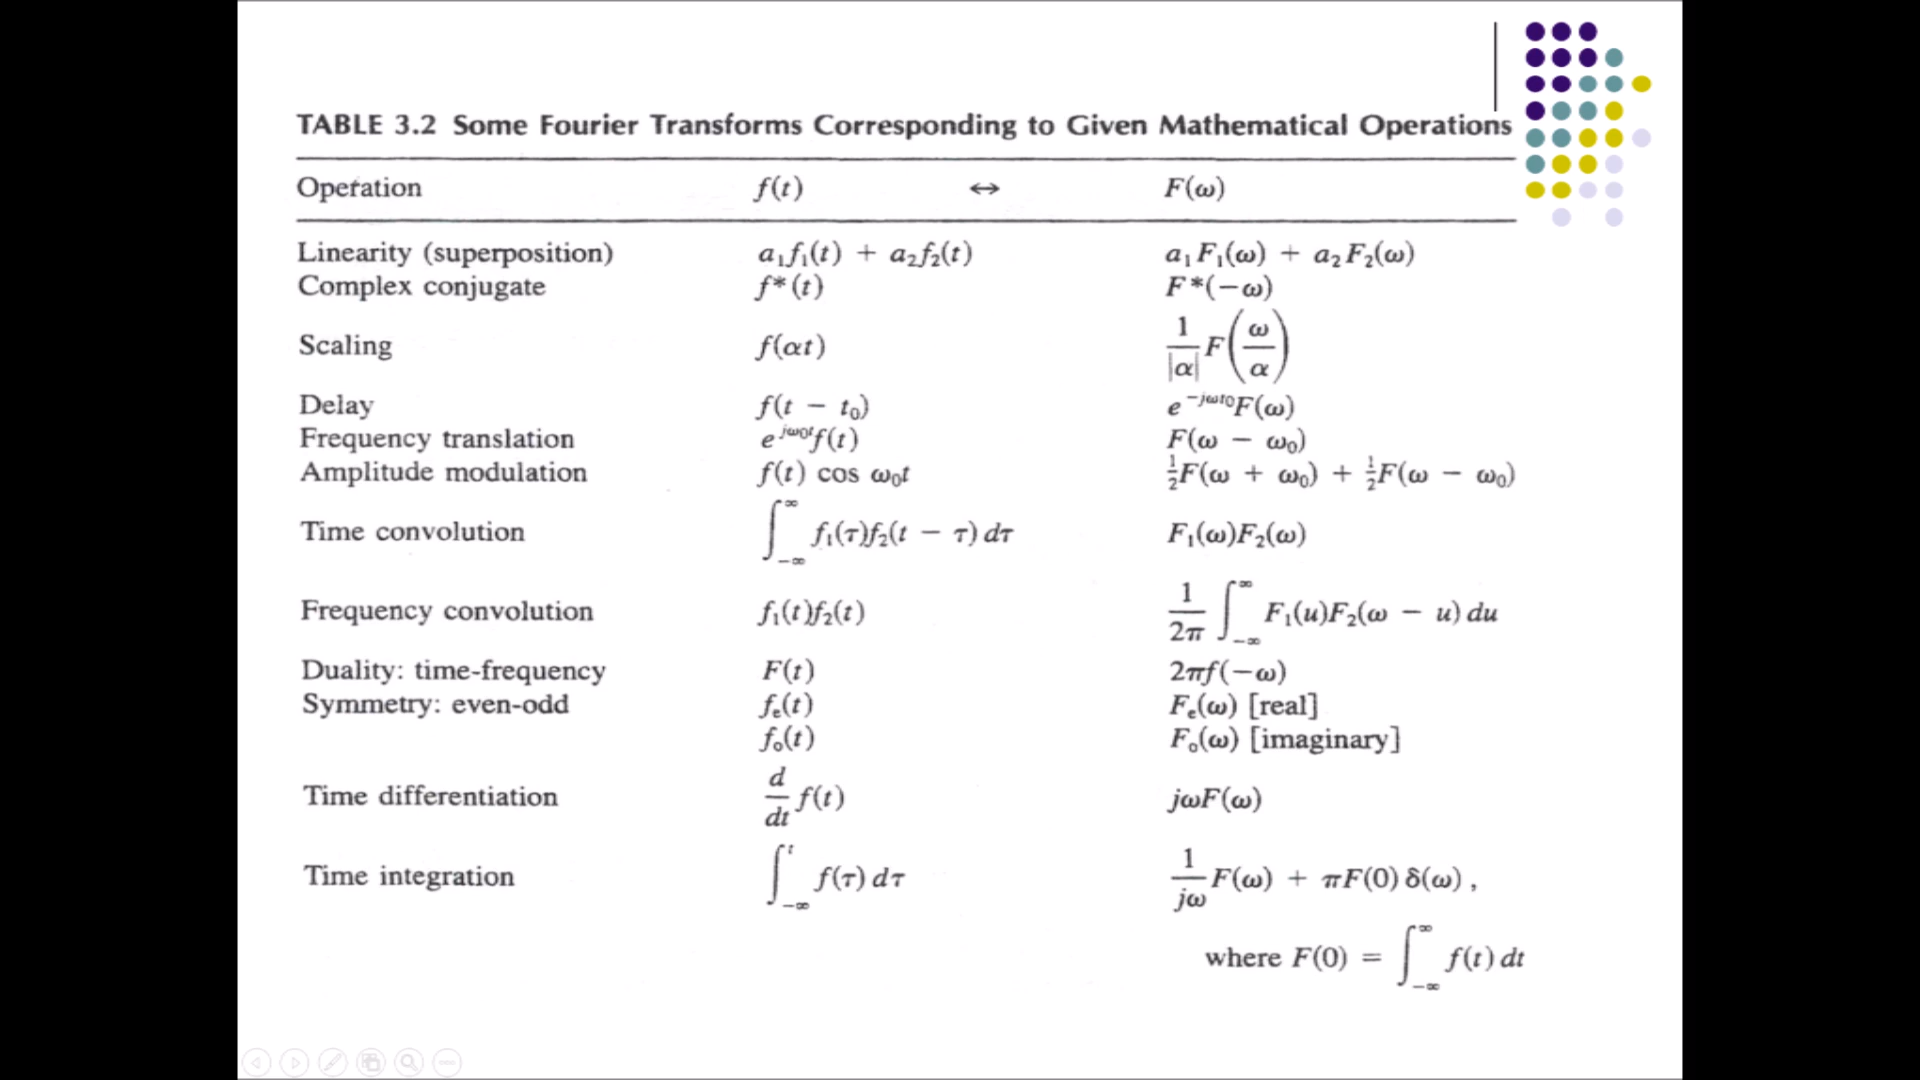 TABLE 3.2 Some Fourier Transforms Corresponding to Given Mathematical Operations
Operation f(t) ↔ F(ω)
Linearity (superposition) a₁f₁(t) + a₂f₂(t) a₁F₁(ω) + a₂F₂(ω)
Complex conjugate f*(t) F*(−ω)
Scaling f(αt) 1/|α| F(ω/α)
Delay f(t − t₀) e^(−jωt₀)F(ω)
Frequency translation e^(jω₀t)f(t) F(ω − ω₀)
Amplitude modulation f(t) cos ω₀t ½F(ω + ω₀) + ½F(ω − ω₀)
Time convolution ∫_{−∞}^{∞} f₁(τ)f₂(t − τ) dτ F₁(ω)F₂(ω)
Frequency convolution f₁(t)f₂(t) 1/2π ∫_{−∞}^{∞} F₁(u)F₂(ω − u) du
Duality: time-frequency F(t) 2πf(−ω)
Symmetry: even-odd fₑ(t) Fₑ(ω) [real]
fₒ(t) Fₒ(ω) [imaginary]
Time differentiation d/dt f(t) jωF(ω)
Time integration ∫_{−∞}^{t} f(τ) dτ 1/jω F(ω) + πF(0) δ(ω),
where F(0) = ∫_{−∞}^{∞} f(t) dt